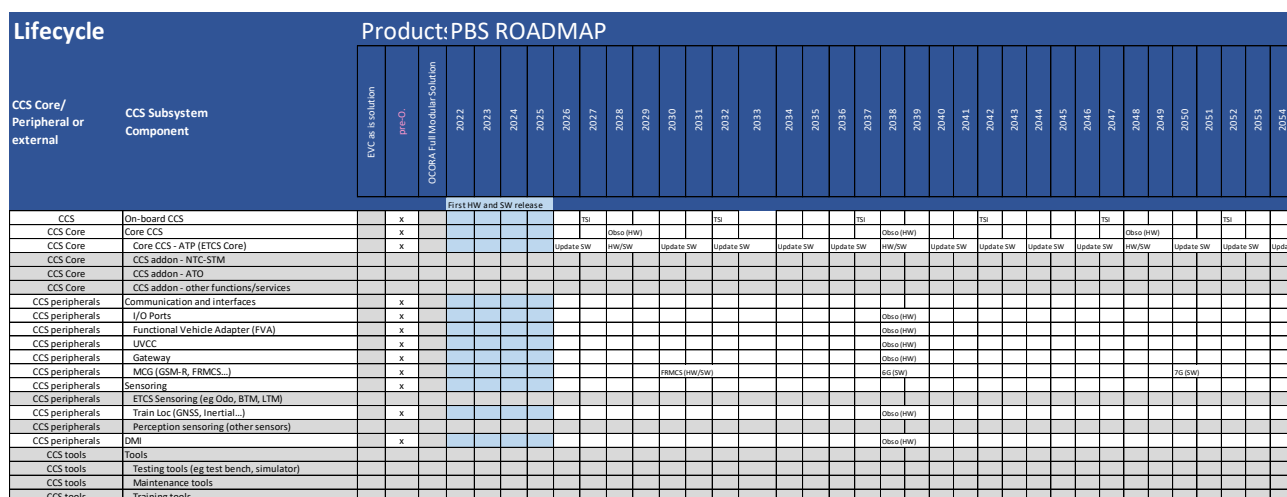 Lifecycle Products PBS ROADMAP
CCS Core/ Peripheral or external CCS Subsystem Component EVC as is solution pre-O. OCORA Full Modular Solution 2022 2023 2024 2025 2026 2027 2028 2029 2030 2031 2032 2033 2034 2035 2036 2037 2038 2039 2040 2041 2042 2043 2044 2045 2046 2047 2048 2049 2050 2051 2052 2053 2054
First HW and SW release
CCS On-board CCS x TSI TSI TSI TSI TSI TSI
CCS Core Core CCS x Obso (HW) Obso (HW) Obso (HW)
CCS Core Core CCS - ATP (ETCS Core) x Update SW HW/SW Update SW Update SW Update SW Update SW HW/SW Update SW Update SW Update SW Update SW HW/SW Update SW Update SW Upda
CCS Core CCS addon - NTC-STM
CCS Core CCS addon - ATO
CCS Core CCS addon - other functions/services
CCS peripherals Communication and interfaces x
CCS peripherals I/O Ports x Obso (HW)
CCS peripherals Functional Vehicle Adapter (FVA) x Obso (HW)
CCS peripherals UVCC x Obso (HW)
CCS peripherals Gateway x Obso (HW)
CCS peripherals MCG (GSM-R, FRMCS...) x FRMCS (HW/SW) 6G (SW) 7G (SW)
CCS peripherals Sensoring x
CCS peripherals ETCS Sensoring (eg Odo, BTM, LTM)
CCS peripherals Train Loc (GNSS, Inertial...) x Obso (HW)
CCS peripherals Perception sensoring (other sensors)
CCS peripherals DMI x Obso (HW)
CCS tools Tools
CCS tools Testing tools (eg test bench, simulator)
CCS tools Maintenance tools
CCS tools Training tools